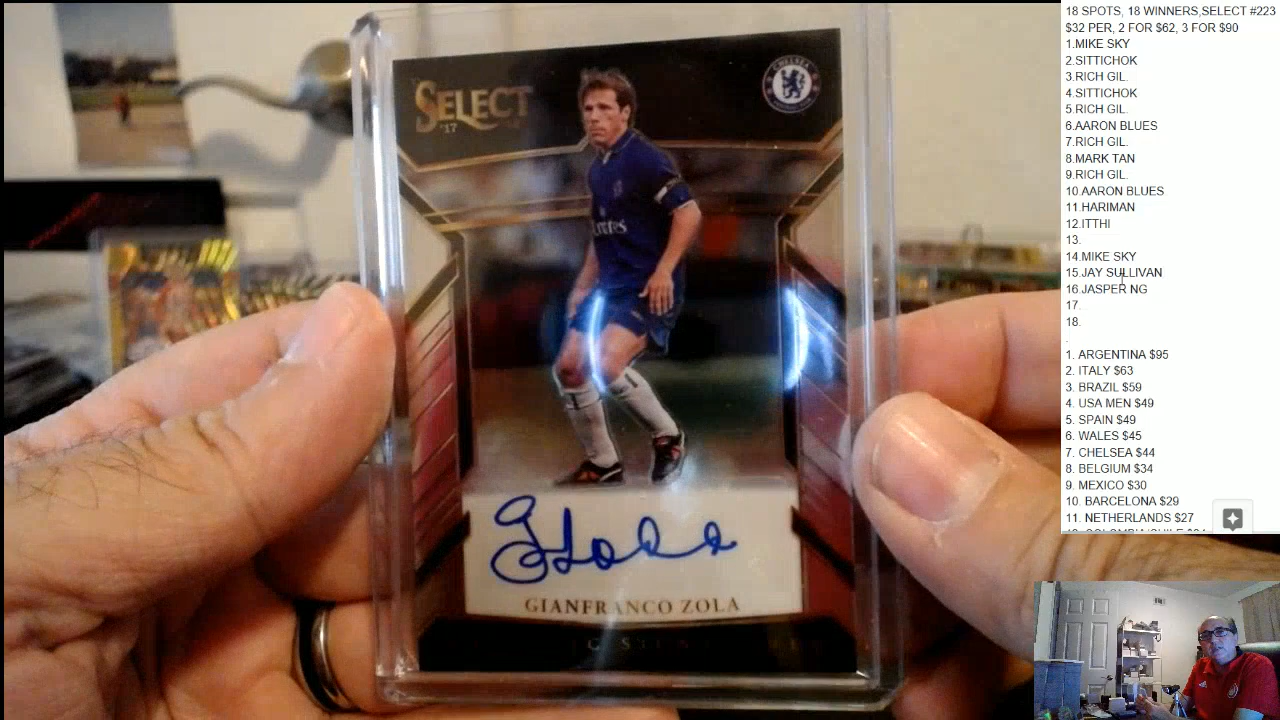 SELECT
'17
CHELSEA
GIANFRANCO ZOLA
18 SPOTS, 18 WINNERS,SELECT #223
$32 PER, 2 FOR $62, 3 FOR $90
1.MIKE SKY
2.SITTICHOK
3.RICH GIL.
4.SITTICHOK
5.RICH GIL.
6.AARON BLUES
7.RICH GIL.
8.MARK TAN
9.RICH GIL.
10.AARON BLUES
11 HARIMAN
12.ITTHI
13.
14.MIKE SKY
15.JAY SULLIVAN
16.JASPER NG
17.
18.
.
1. ARGENTINA $95
2. ITALY $63
3. BRAZIL $59
4. USA MEN $49
5. SPAIN $49
6. WALES $45
7. CHELSEA $44
8. BELGIUM $34
9. MEXICO $30
10. BARCELONA $29
11. NETHERLANDS $27